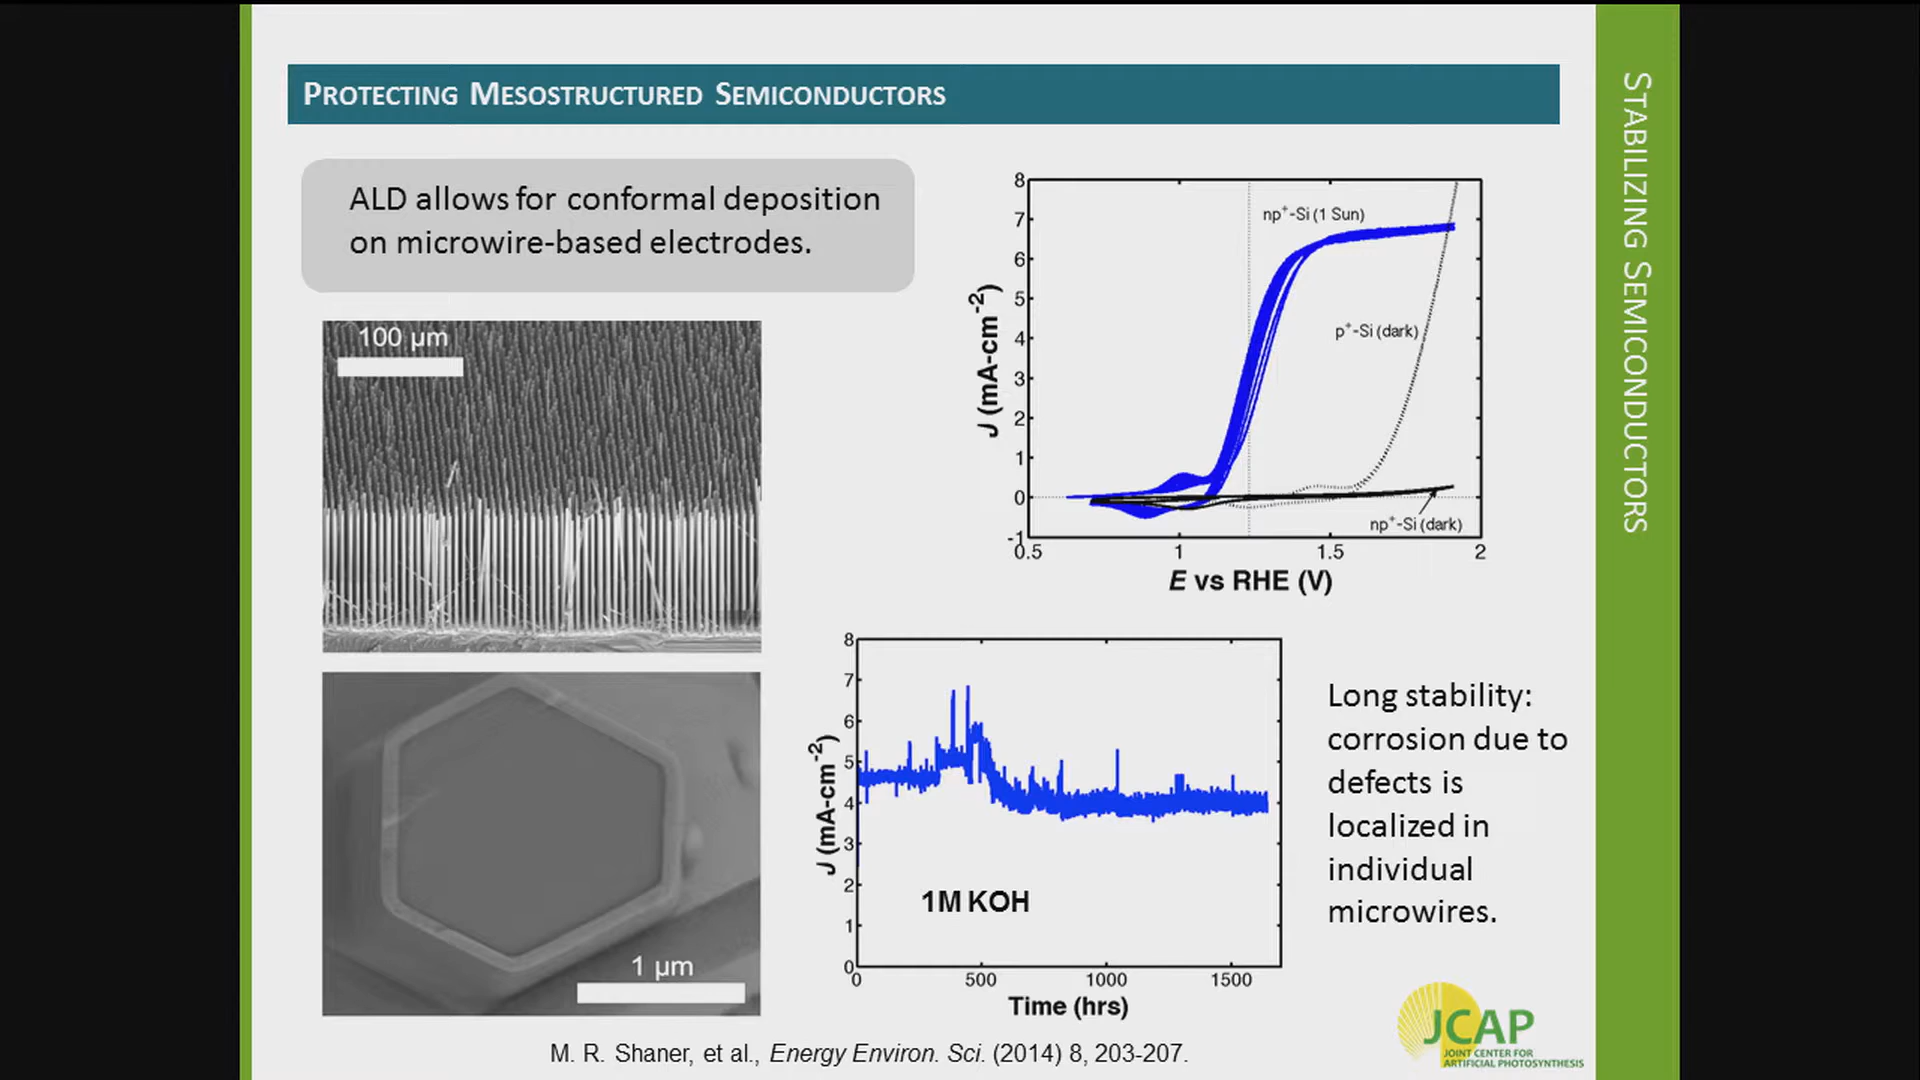 PROTECTING MESOSTRUCTURED SEMICONDUCTORS
STABILIZING SEMICONDUCTORS
ALD allows for conformal deposition
on microwire-based electrodes.
100 µm
1 µm
8
7
6
5
4
3
2
1
0
-1
0.5
1
1.5
2
J (mA-cm⁻²)
E vs RHE (V)
np⁺-Si (1 Sun)
p⁺-Si (dark)
np⁺-Si (dark)
8
7
6
5
4
3
2
1
0
0
500
1000
1500
J (mA-cm⁻²)
Time (hrs)
1M KOH
Long stability:
corrosion due to
defects is
localized in
individual
microwires.
M. R. Shaner, et al., Energy Environ. Sci. (2014) 8, 203-207.
JCAP
JOINT CENTER FOR
ARTIFICIAL PHOTOSYNTHESIS